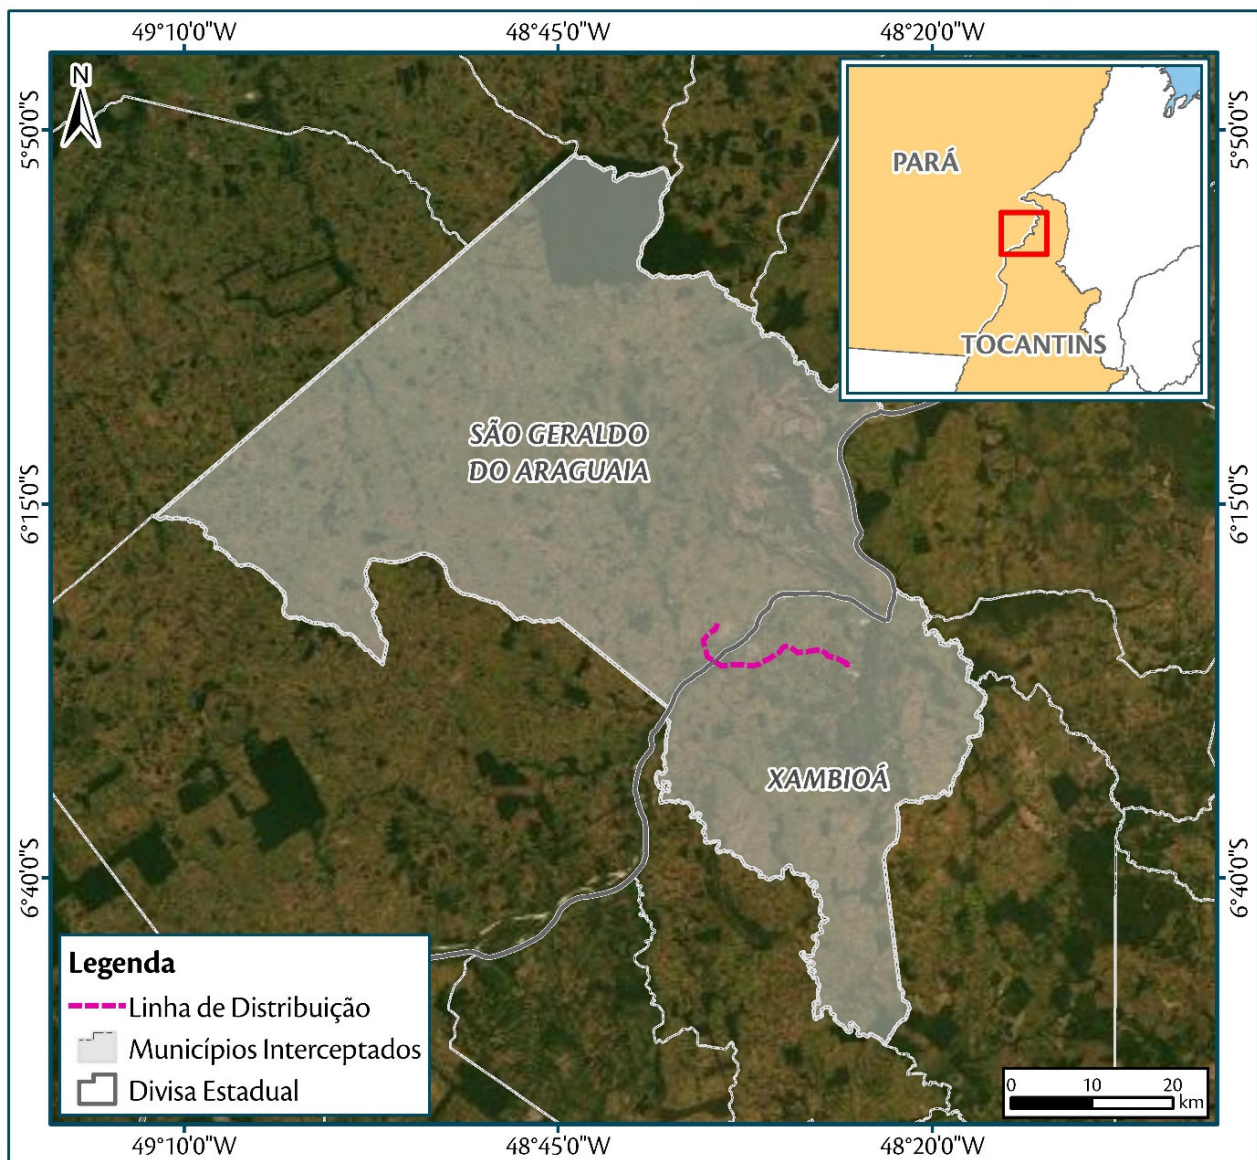 49°10'0"W 48°45'0"W 48°20'0"W
N
5°50'0"S
5°50'0"S
PARÁ
TOCANTINS
SÃO GERALDO
DO ARAGUAIA
6°15'0"S
6°15'0"S
XAMBIOÁ
6°40'0"S
6°40'0"S
Legenda
Linha de Distribuição
Municípios Interceptados
Divisa Estadual
0 10 20
km
49°10'0"W 48°45'0"W 48°20'0"W